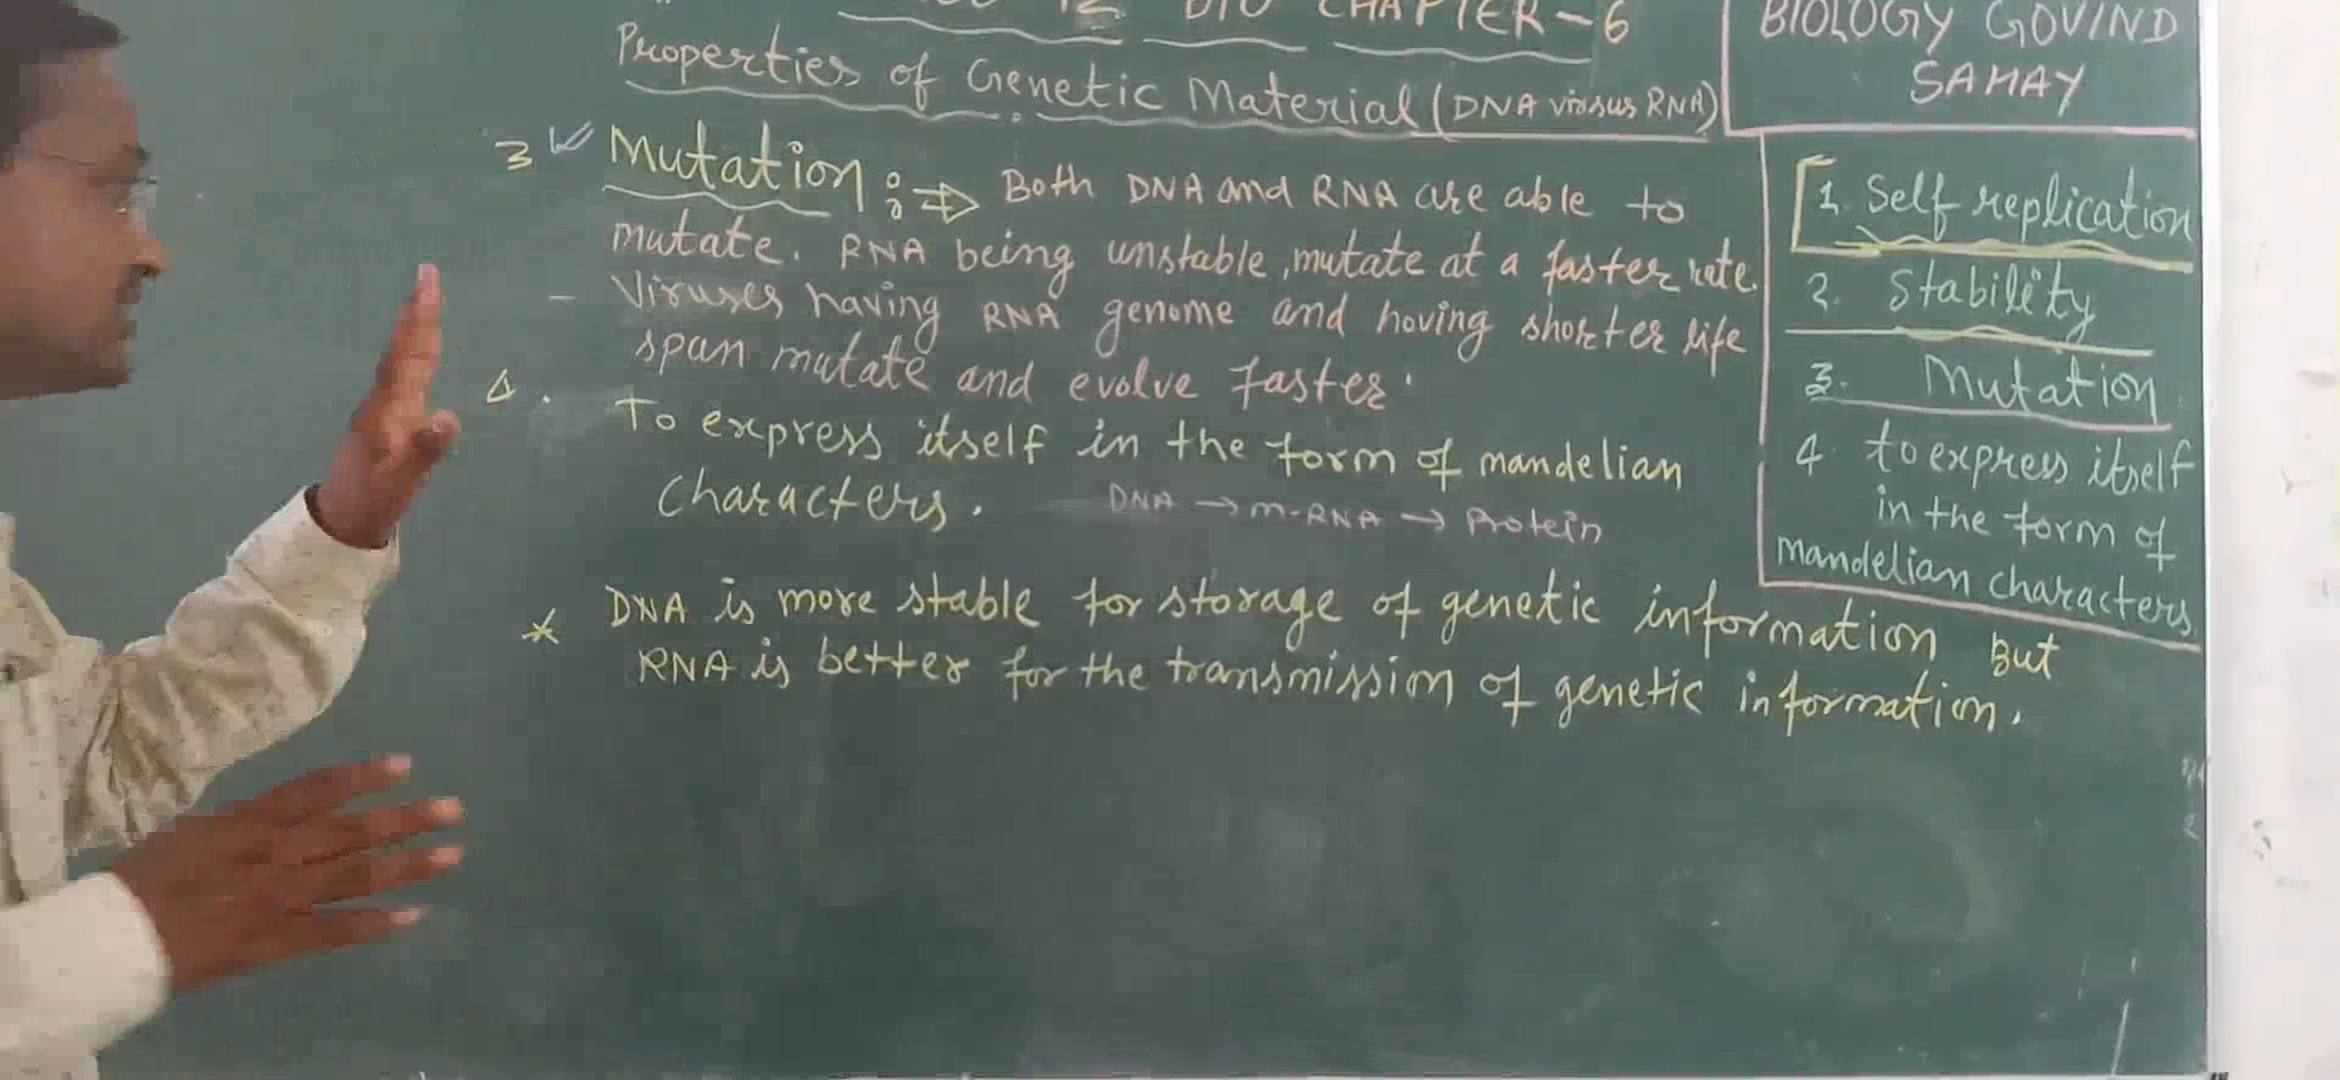 12 BIO CHAPTER-6
Properties of Genetic Material (DNA virsus RNA)
3 Mutation :⇒ Both DNA and RNA are able to
mutate. RNA being unstable, mutate at a faster rate.
- Viruses having RNA genome and hoving shorter life
span mutate and evolve faster.
4. To express itself in the form of mandelian
characters. DNA → m-RNA → Protein
* DNA is more stable for storage of genetic information But
RNA is better for the transmission of genetic information.
BIOLOGY GOVIND
SAHAY
1. Self replication
2. Stability
3. Mutation
4. to express itself
in the form of
mandelian characters.